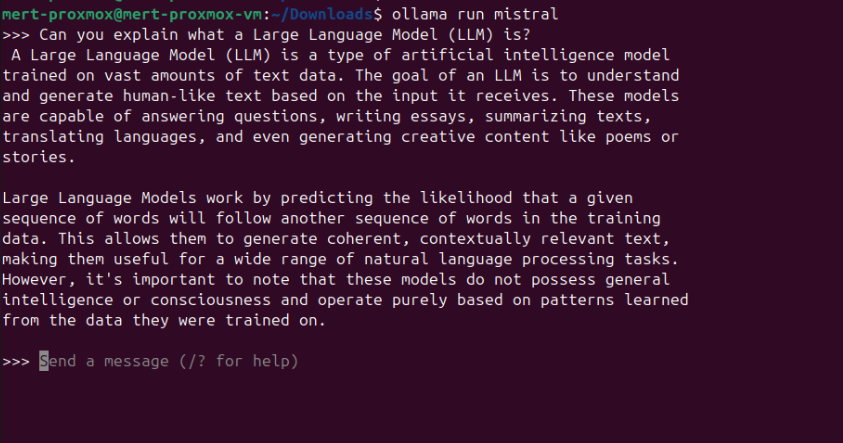 mert-proxmox@mert-proxmox-vm:~/Downloads$ ollama run mistral
>>> Can you explain what a Large Language Model (LLM) is?
A Large Language Model (LLM) is a type of artificial intelligence model
trained on vast amounts of text data. The goal of an LLM is to understand
and generate human-like text based on the input it receives. These models
are capable of answering questions, writing essays, summarizing texts,
translating languages, and even generating creative content like poems or
stories.
Large Language Models work by predicting the likelihood that a given
sequence of words will follow another sequence of words in the training
data. This allows them to generate coherent, contextually relevant text,
making them useful for a wide range of natural language processing tasks.
However, it's important to note that these models do not possess general
intelligence or consciousness and operate purely based on patterns learned
from the data they were trained on.
>>> Send a message (/? for help)